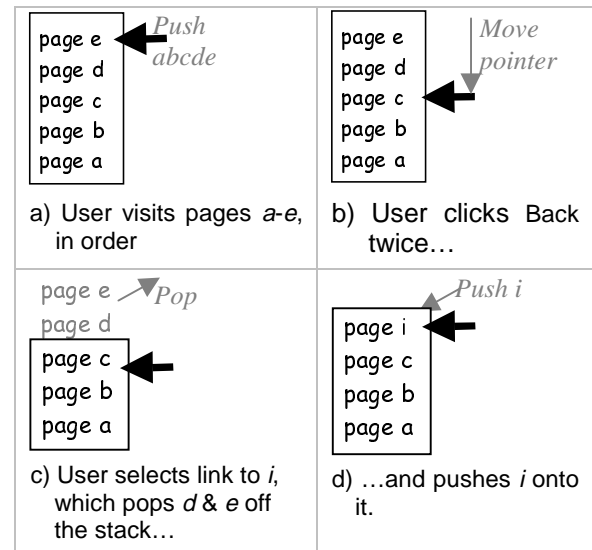 page e
page d
page c
page b
page a
Push
abcde
a) User visits pages a-e,
in order
page e
page d
page c
page b
page a
Move
pointer
b) User clicks Back
twice…
page e
page d
Pop
page c
page b
page a
c) User selects link to i,
which pops d & e off
the stack…
Push i
page i
page c
page b
page a
d) …and pushes i onto
it.